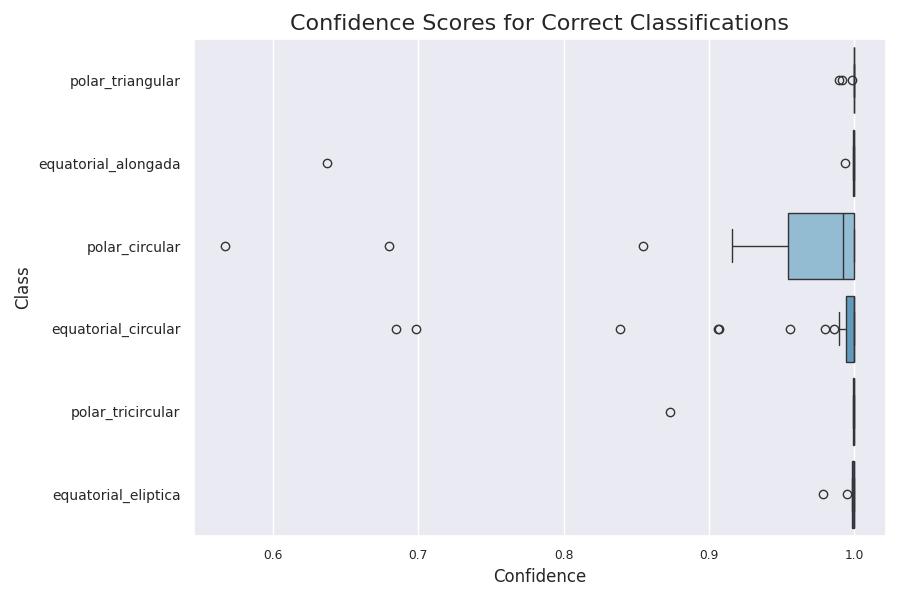 Confidence Scores for Correct Classifications
polar_triangular
equatorial_alongada
polar_circular
equatorial_circular
polar_tricircular
equatorial_eliptica
Class
0.6 0.7 0.8 0.9 1.0
Confidence